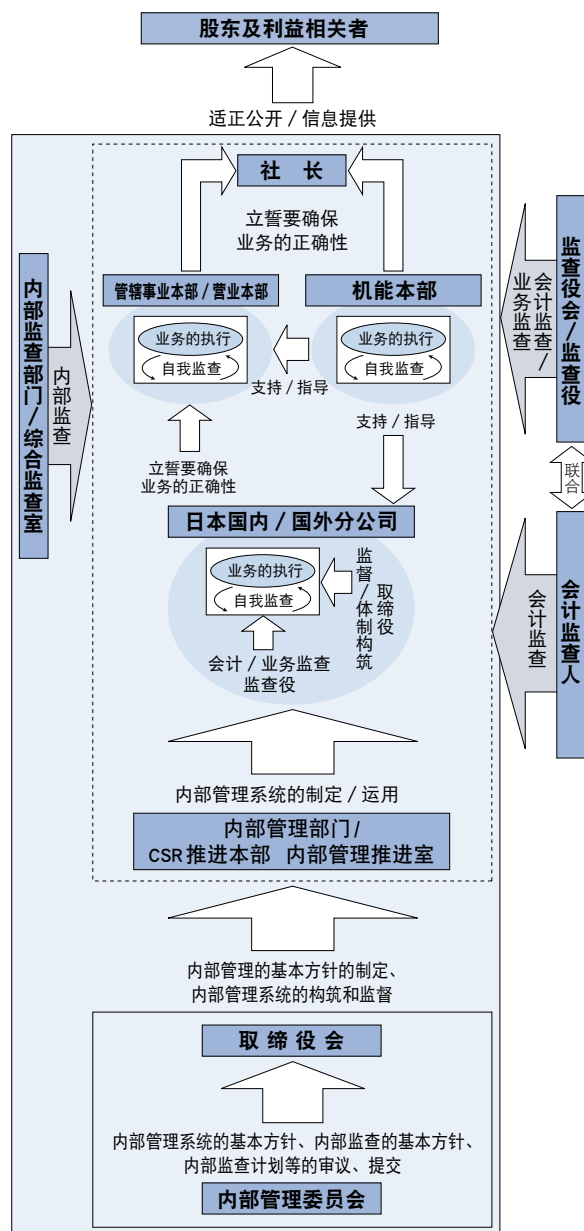 股东及利益相关者
适正公开 / 信息提供
社 长
立誓要确保
业务的正确性
管辖事业本部 / 营业本部
机能本部
业务的执行
自我监查
业务的执行
自我监查
支持 / 指导
支持 / 指导
立誓要确保
业务的正确性
日本国内 / 国外分公司
业务的执行
自我监查
取缔役
监督/体制构筑
会计 / 业务监查
监查役
内部管理系统的制定 / 运用
内部管理部门 /
CSR 推进本部 内部管理推进室
内部管理的基本方针的制定、
内部管理系统的构筑和监督
取 缔 役 会
内部管理系统的基本方针、内部监查的基本方针、
内部监查计划等的审议、提交
内部管理委员会
内部监查部门/综合监查室
内部监查
监查役会/监查役
会计监查/
业务监查
联合
会计监查人
会计监查